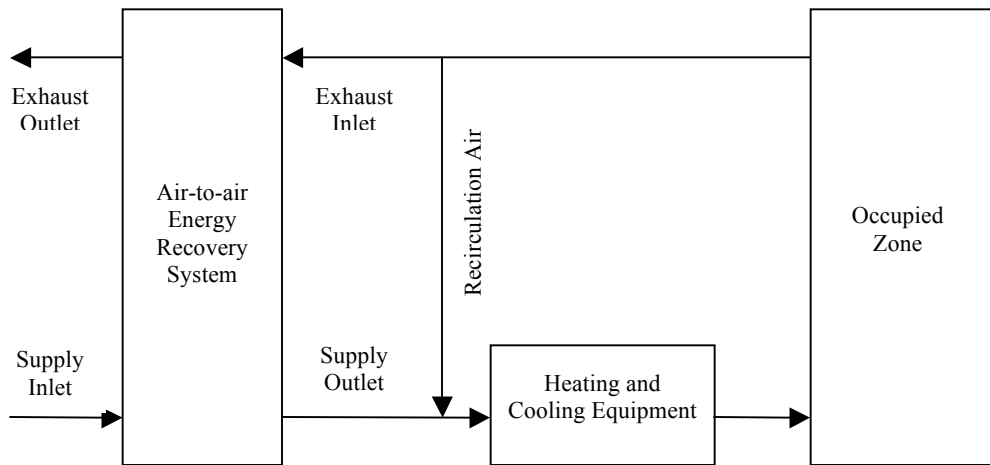 Exhaust
Outlet
Exhaust
Inlet
Recirculation Air
Air-to-air
Energy
Recovery
System
Occupied
Zone
Supply
Inlet
Supply
Outlet
Heating and
Cooling Equipment